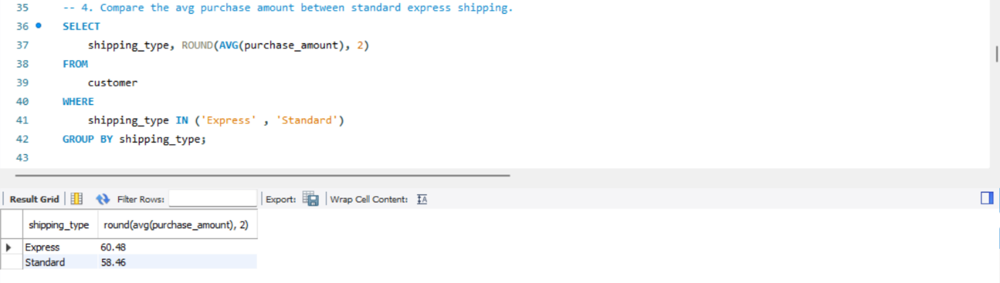 35 -- 4. Compare the avg purchase amount between standard express shipping.
36 SELECT
37 shipping_type, ROUND(AVG(purchase_amount), 2)
38 FROM
39 customer
40 WHERE
41 shipping_type IN ('Express' , 'Standard')
42 GROUP BY shipping_type;
43
Result Grid Filter Rows: Export: Wrap Cell Content: IA
shipping_type round(avg(purchase_amount), 2)
Express 60.48
Standard 58.46